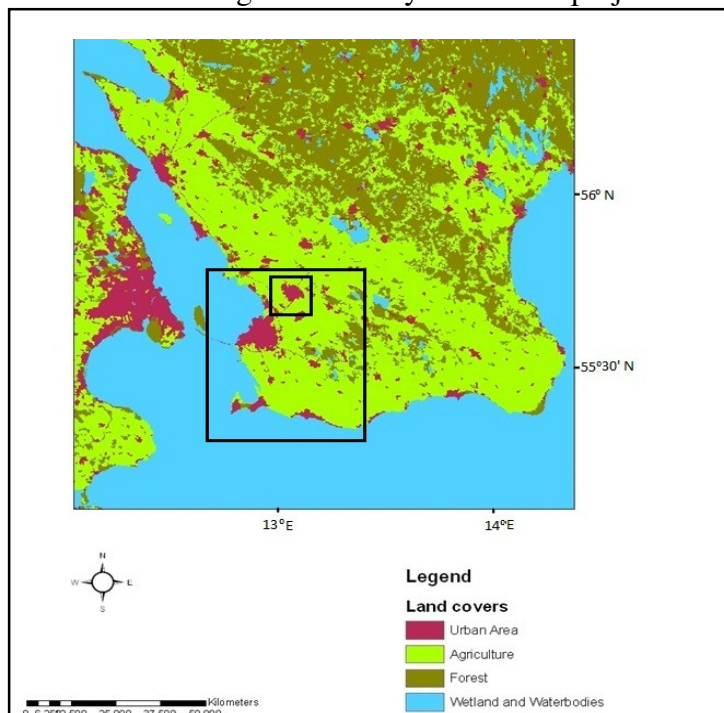 56° N
55°30' N
13°E
14°E
N
W
E
S
Legend
Land covers
Urban Area
Agriculture
Forest
Wetland and Waterbodies
Kilometers